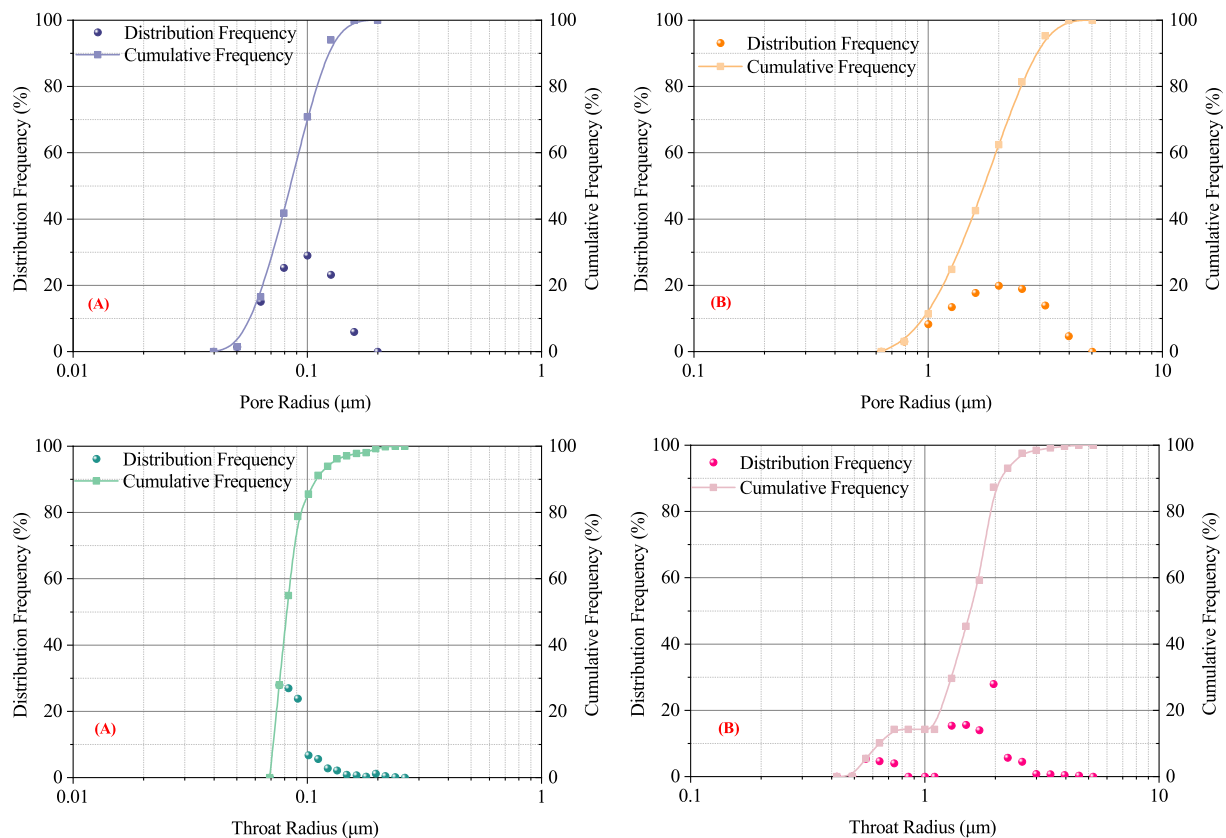 Distribution Frequency
Cumulative Frequency
Distribution Frequency (%)
Cumulative Frequency (%)
100
80
60
40
20
0
100
80
60
40
20
0
(A)
0.01
0.1
1
Pore Radius (μm)
Distribution Frequency
Cumulative Frequency
Distribution Frequency (%)
Cumulative Frequency (%)
100
80
60
40
20
0
100
80
60
40
20
0
(B)
0.1
1
10
Pore Radius (μm)
Distribution Frequency
Cumulative Frequency
Distribution Frequency (%)
Cumulative Frequency (%)
100
80
60
40
20
0
100
80
60
40
20
0
(A)
0.01
0.1
1
Throat Radius (μm)
Distribution Frequency
Cumulative Frequency
Distribution Frequency (%)
Cumulative Frequency (%)
100
80
60
40
20
0
100
80
60
40
20
0
(B)
0.1
1
10
Throat Radius (μm)